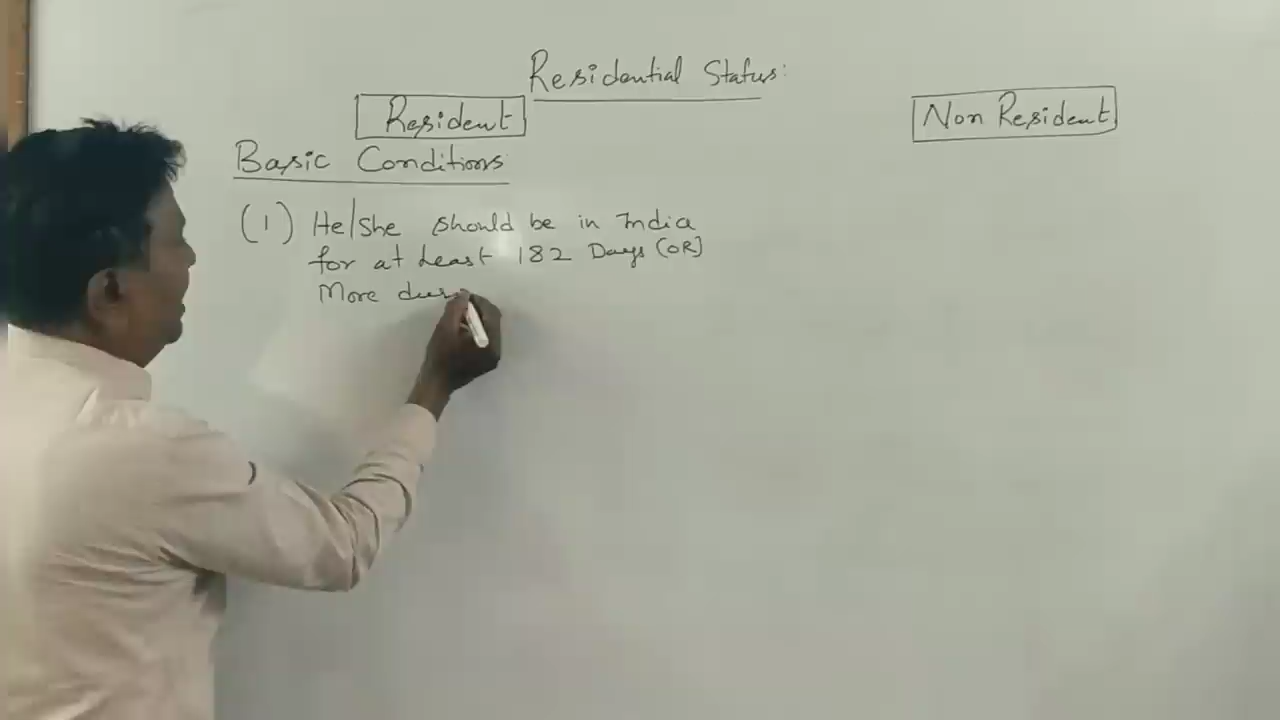 Residential Status:
Resident
Non Resident
Basic Conditions
(1) He/She should be in India
for at least 182 Days (OR)
More dur